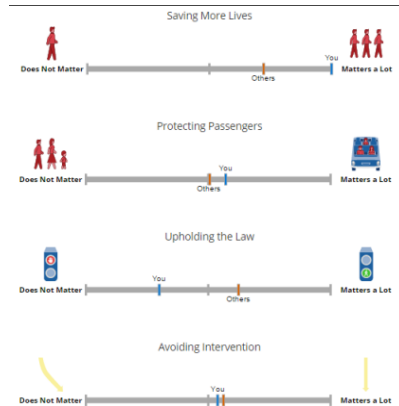 Saving More Lives
You
Does Not Matter
Matters a Lot
Others
Protecting Passengers
You
Does Not Matter
Matters a Lot
Others
Upholding the Law
You
Does Not Matter
Matters a Lot
Others
Avoiding Intervention
You
Does Not Matter
Matters a Lot